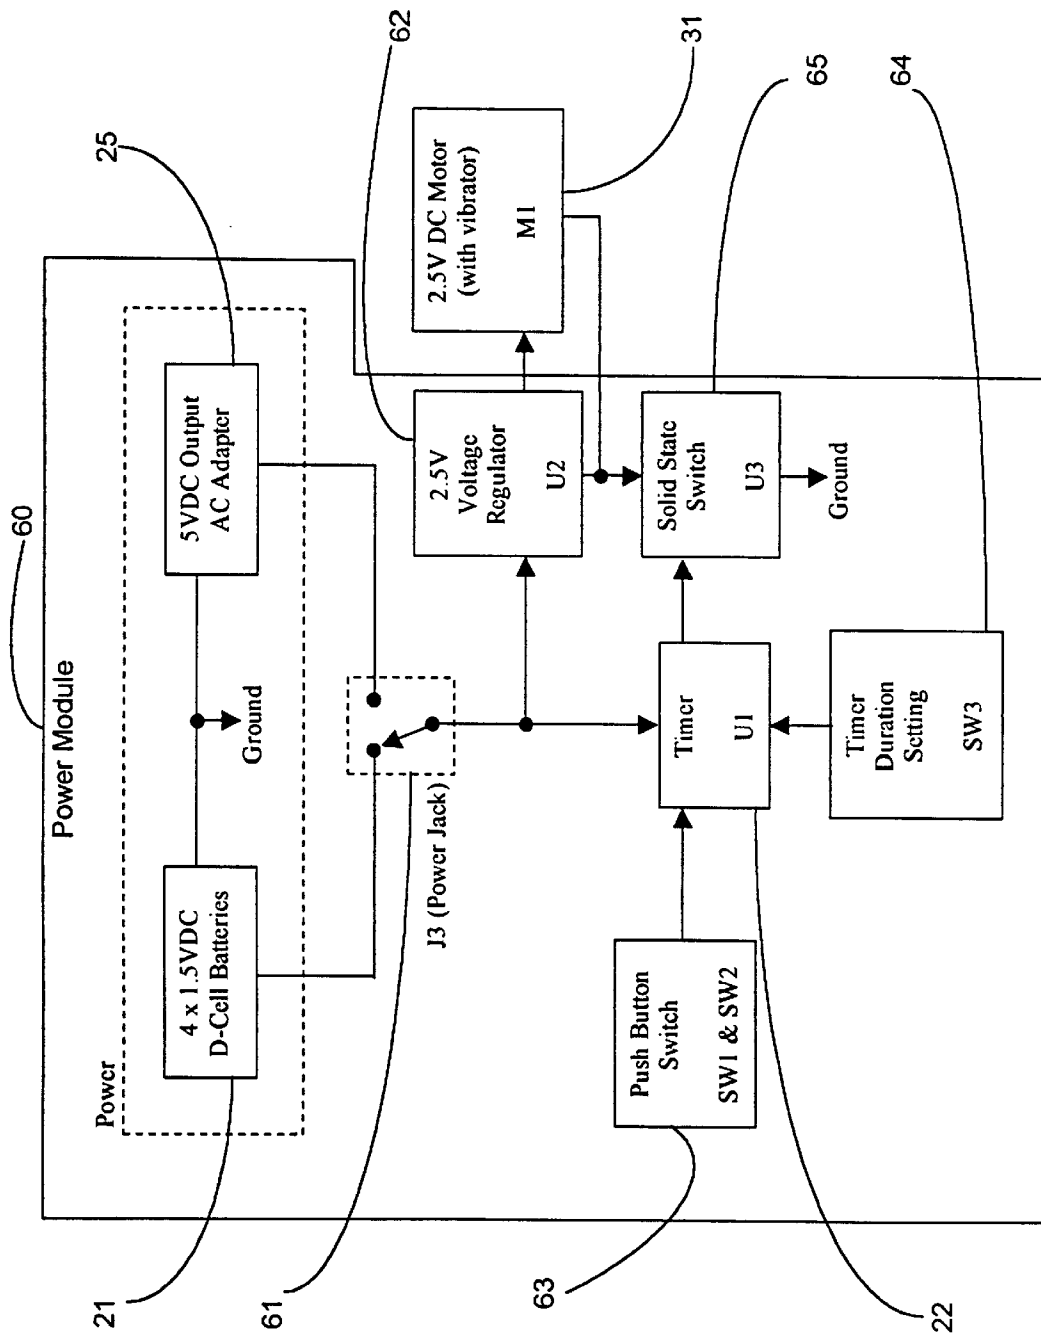 60
Power Module
Power
21
4 x 1.5VDC
D-Cell Batteries
Ground
5VDC Output
AC Adapter
25
61
J3 (Power Jack)
62
2.5V
Voltage
Regulator
U2
2.5V DC Motor
(with vibrator)
M1
31
63
Push Button
Switch
SW1 & SW2
Timer
U1
22
Solid State
Switch
U3
65
Ground
Timer
Duration
Setting
SW3
64